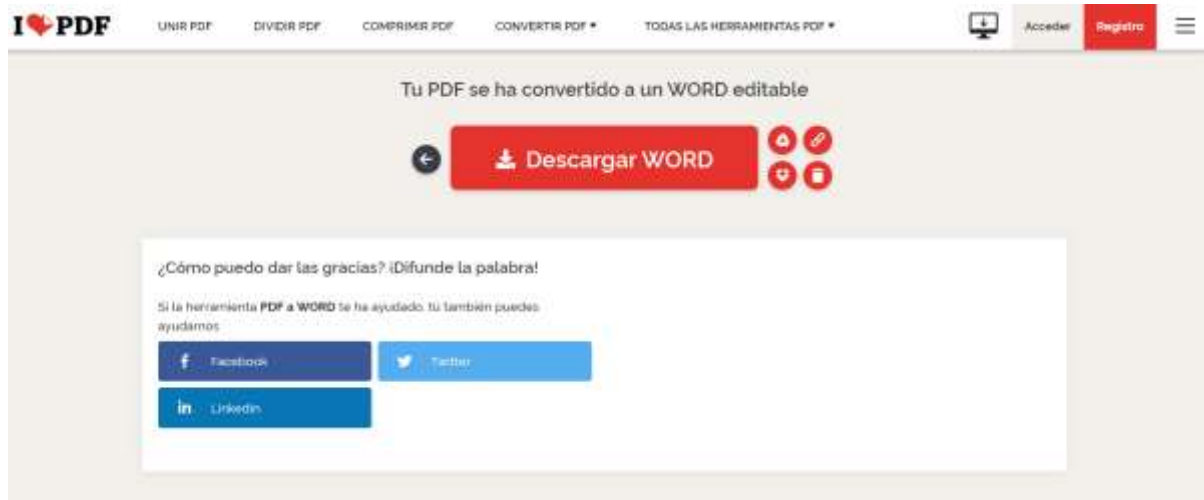 I PDF
UNIR PDF DIVIDIR PDF COMPRIMIR PDF CONVERTIR PDF TODAS LAS HERRAMIENTAS PDF Acceder Registro
Tu PDF se ha convertido a un WORD editable
Descargar WORD
¿Cómo puedo dar las gracias? ¡Difunde la palabra!
Si la herramienta PDF a WORD te ha ayudado, tú también puedes
ayudarnos
Facebook Twitter
in Linkedin